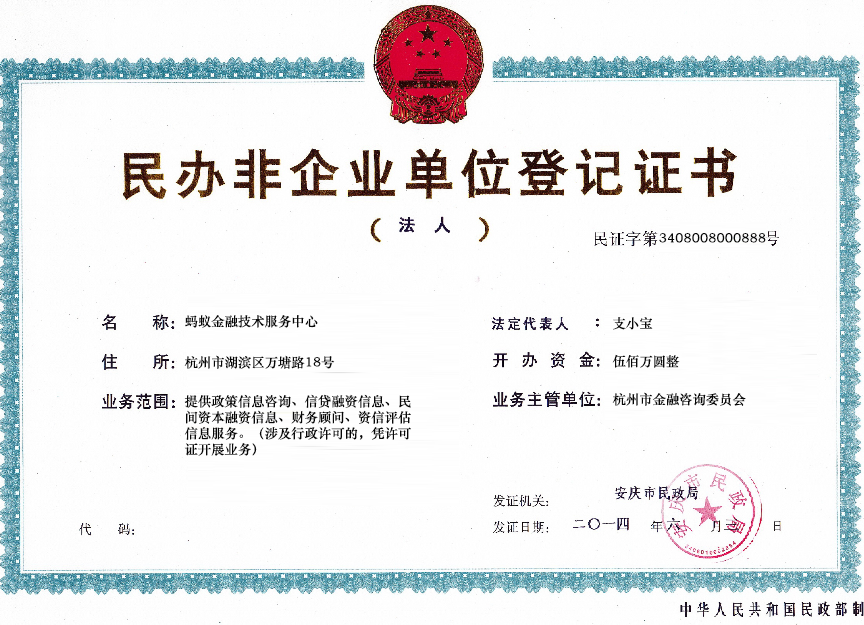 民办非企业单位登记证书
（法人）
民证字第3408008000888号
名 称：蚂蚁金融技术服务中心
法定代表人 ：支小宝
住 所：杭州市湖滨区万塘路18号
开 办 资 金：伍佰万圆整
业务范围：提供政策信息咨询、信贷融资信息、民
间资本融资信息、财务顾问、资信评估
信息服务。（涉及行政许可的，凭许可
证开展业务）
业务主管单位：杭州市金融咨询委员会
发证机关： 安庆市民政局
发证日期： 二〇一四 年 六 月 日
代 码：
安庆市民政局
中华人民共和国民政部制